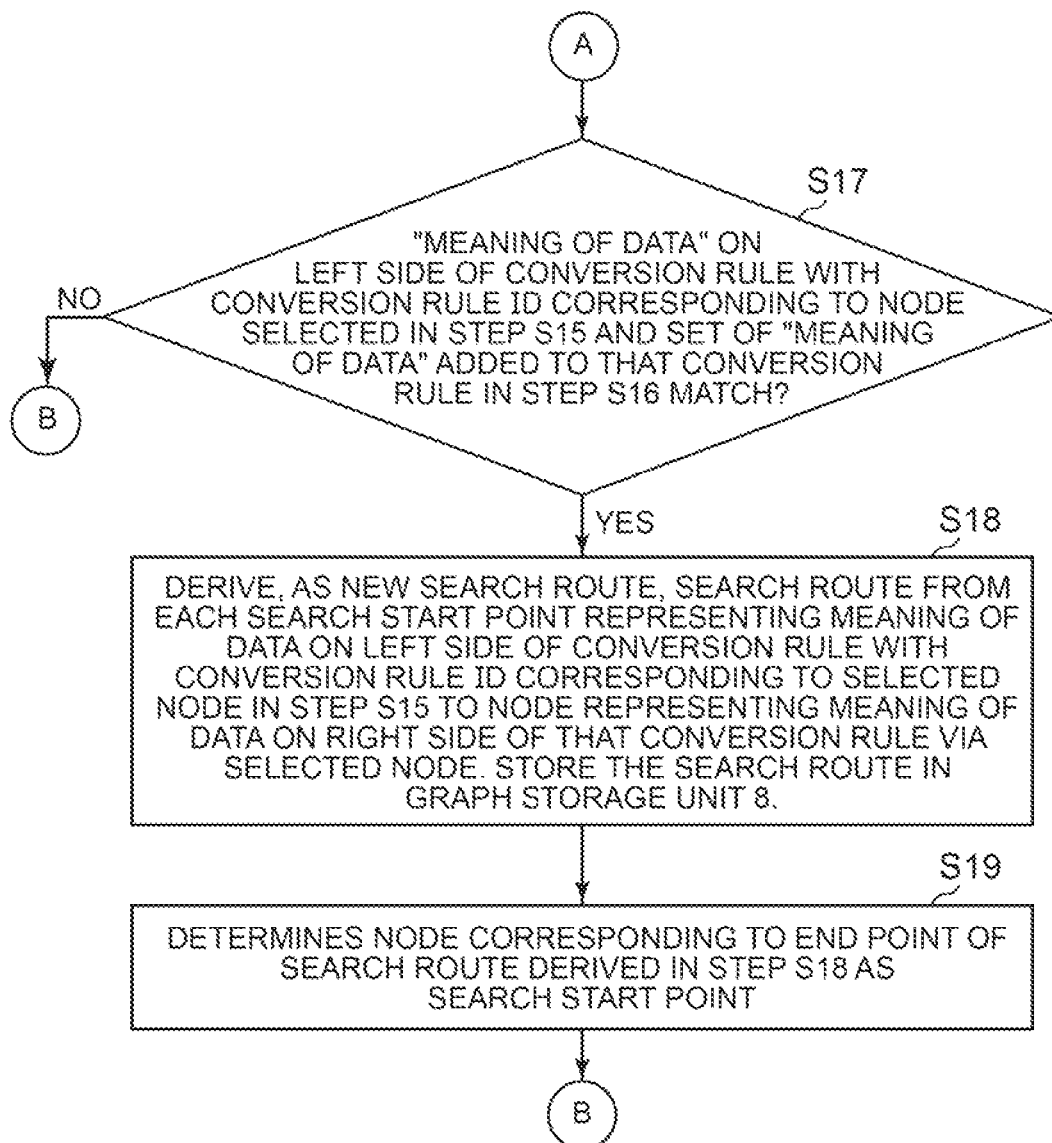 A
S17
"MEANING OF DATA" ON
LEFT SIDE OF CONVERSION RULE WITH
CONVERSION RULE ID CORRESPONDING TO NODE
SELECTED IN STEP S15 AND SET OF "MEANING
OF DATA" ADDED TO THAT CONVERSION
RULE IN STEP S16 MATCH?
NO
B
YES
S18
DERIVE, AS NEW SEARCH ROUTE, SEARCH ROUTE FROM
EACH SEARCH START POINT REPRESENTING MEANING OF
DATA ON LEFT SIDE OF CONVERSION RULE WITH
CONVERSION RULE ID CORRESPONDING TO SELECTED
NODE IN STEP S15 TO NODE REPRESENTING MEANING OF
DATA ON RIGHT SIDE OF THAT CONVERSION RULE VIA
SELECTED NODE. STORE THE SEARCH ROUTE IN
GRAPH STORAGE UNIT 8.
S19
DETERMINES NODE CORRESPONDING TO END POINT OF
SEARCH ROUTE DERIVED IN STEP S18 AS
SEARCH START POINT
B